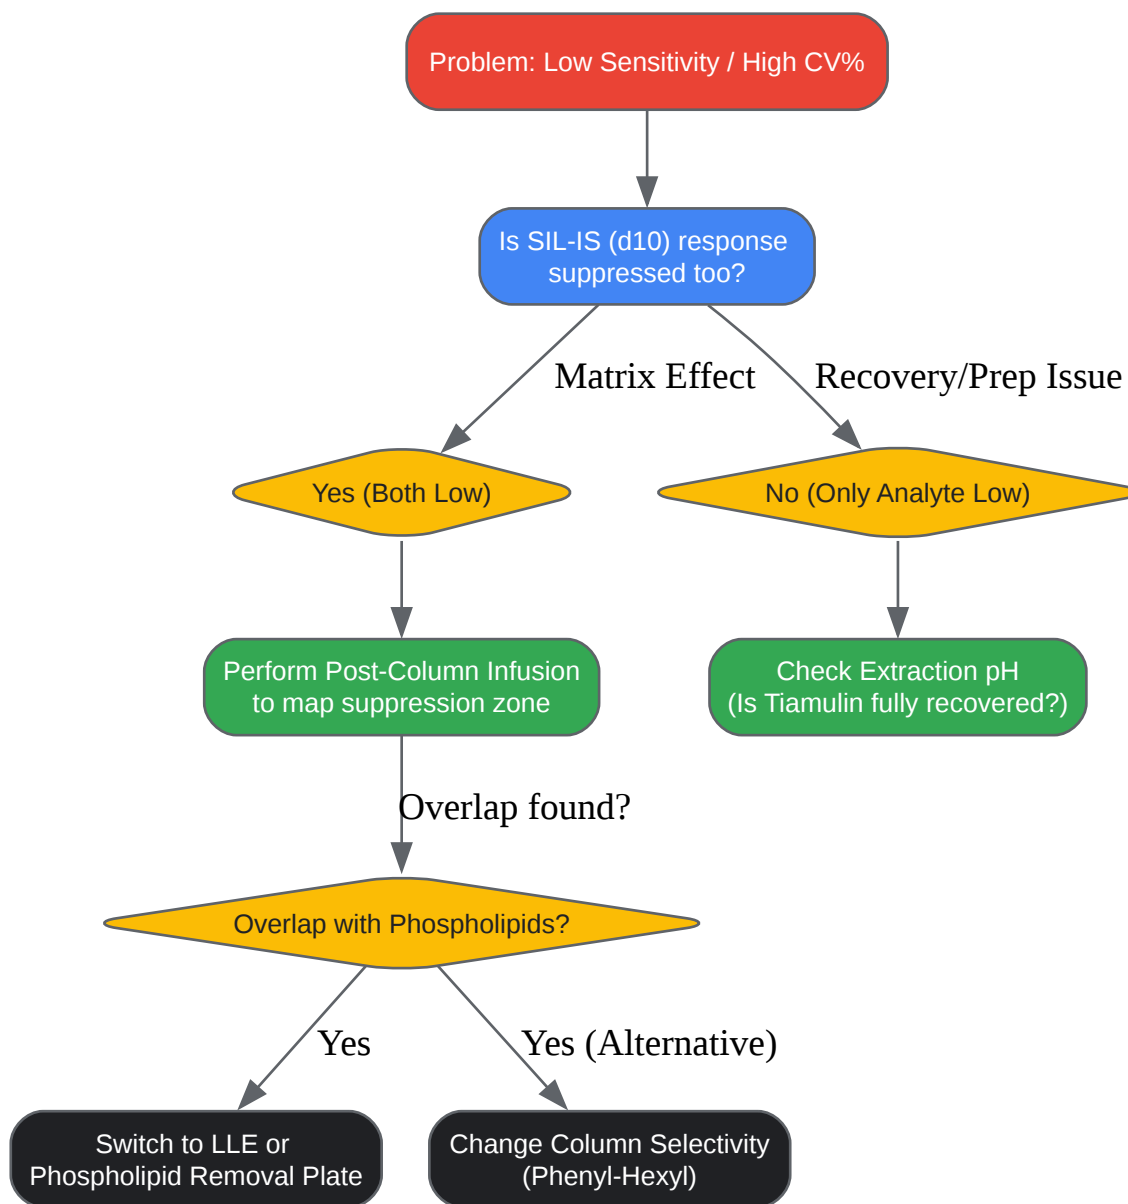 Problem: Low Sensitivity / High CV%
Is SIL-IS (d10) response
suppressed too?
Matrix Effect
Recovery/Prep Issue
Yes (Both Low)
No (Only Analyte Low)
Perform Post-Column Infusion
to map suppression zone
Check Extraction pH
(Is Tiamulin fully recovered?)
Overlap found?
Overlap with Phospholipids?
Yes
Yes (Alternative)
Switch to LLE or
Phospholipid Removal Plate
Change Column Selectivity
(Phenyl-Hexyl)